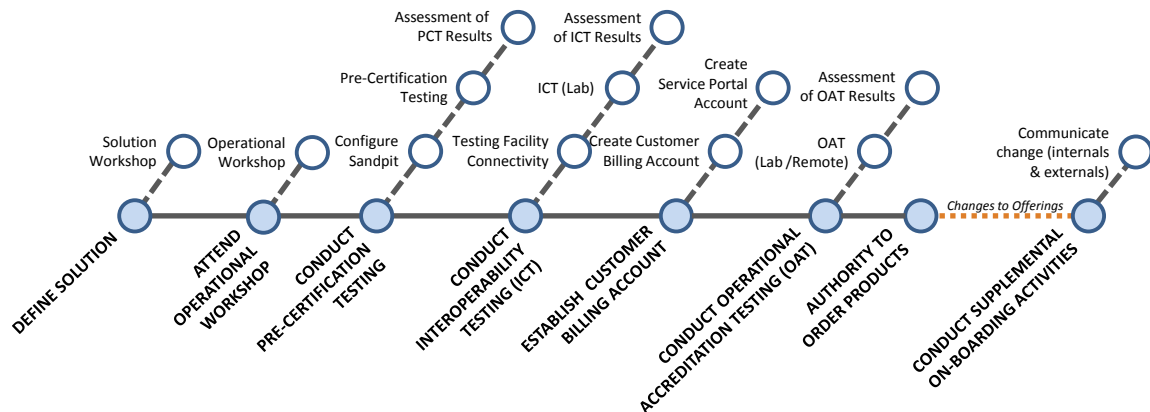 Assessment of
PCT Results
Assessment
of ICT Results
Pre-Certification
Testing
ICT (Lab)
Create
Service Portal
Account
Assessment
of OAT Results
Solution
Workshop
Operational
Workshop
Configure
Sandpit
Testing Facility
Connectivity
Create Customer
Billing Account
OAT
(Lab /Remote)
Communicate
change (internals
& externals)
Changes to Offerings
DEFINE SOLUTION
ATTEND
OPERATIONAL
WORKSHOP
CONDUCT
PRE-CERTIFICATION
TESTING
CONDUCT
INTEROPERABILITY
TESTING (ICT)
ESTABLISH CUSTOMER
BILLING ACCOUNT
CONDUCT OPERATIONAL
ACCREDITATION TESTING (OAT)
AUTHORITY TO
ORDER PRODUCTS
CONDUCT SUPPLEMENTAL
ON-BOARDING ACTIVITIES